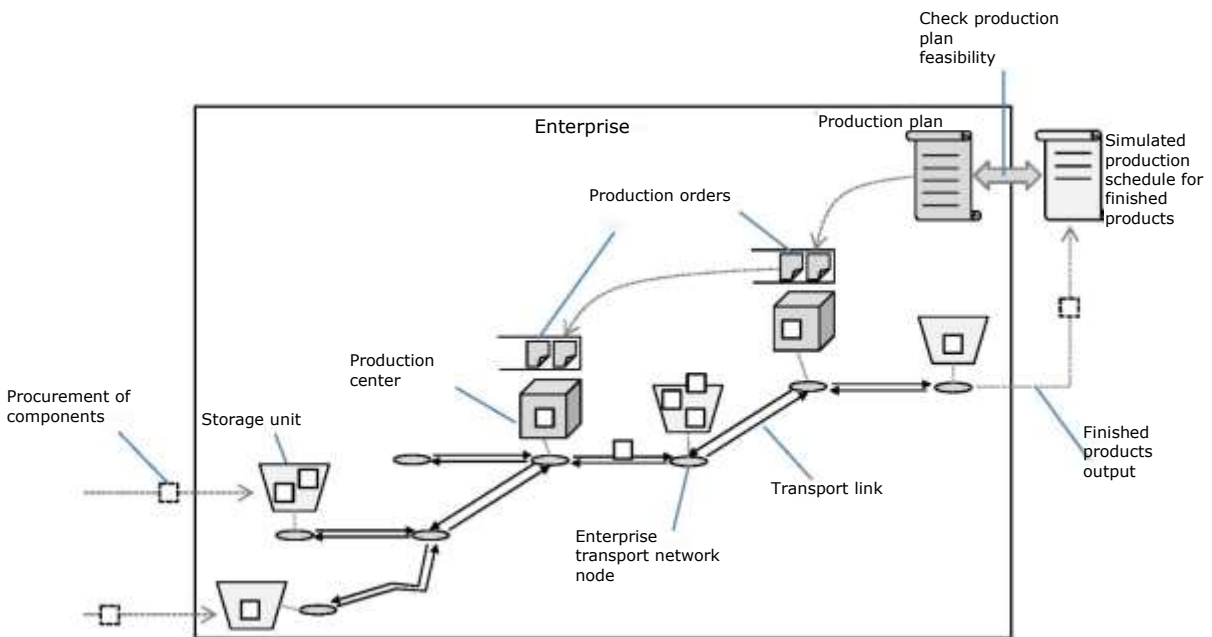 Check production
plan
feasibility
Enterprise
Production plan
Simulated
production
schedule for
finished
products
Production orders
Production
center
Procurement of
components
Storage unit
Finished
products
output
Transport link
Enterprise
transport network
node